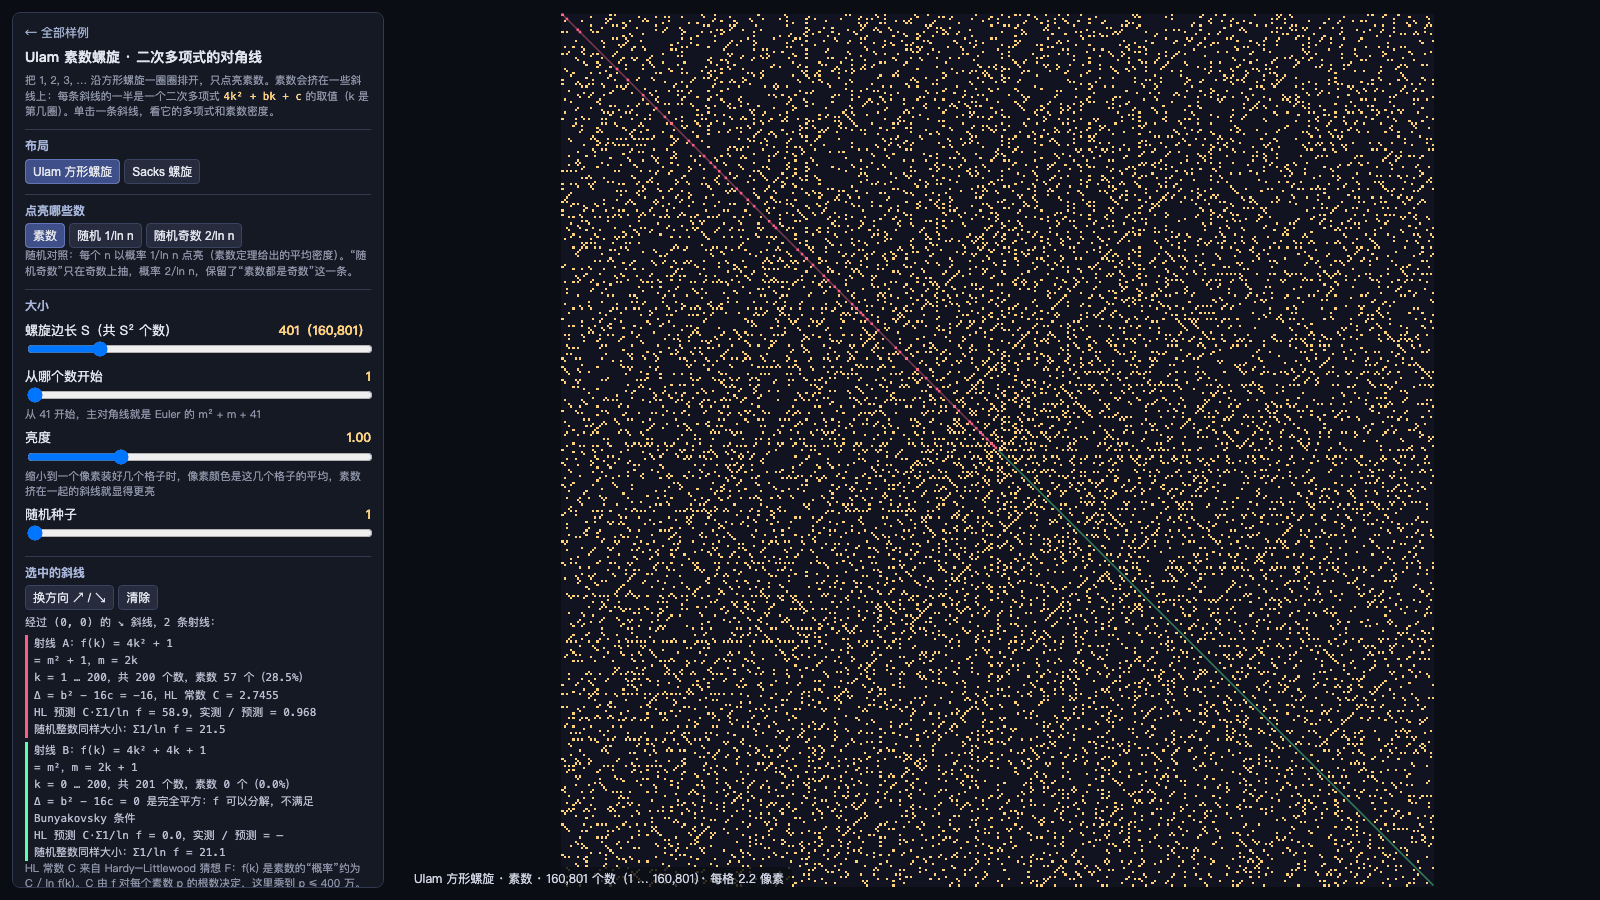 ← 全部样例
Ulam 素数螺旋 · 二次多项式的对角线
把 1, 2, 3, … 沿方形螺旋一圈圈排开，只点亮素数。素数会挤在一些斜
线上：每条斜线的一半是一个二次多项式 4k² + bk + c 的取值（k 是
第几圈）。单击一条斜线，看它的多项式和素数密度。
布局
Ulam 方形螺旋
Sacks 螺旋
点亮哪些数
素数
随机 1/ln n
随机奇数 2/ln n
随机对照：每个 n 以概率 1/ln n 点亮（素数定理给出的平均密度）。“随
机奇数”只在奇数上抽，概率 2/ln n，保留了“素数都是奇数”这一条。
大小
螺旋边长 S（共 S² 个数） 401（160,801）
从哪个数开始 1
从 41 开始，主对角线就是 Euler 的 m² + m + 41
亮度 1.00
缩小到一个像素装好几个格子时，像素颜色是这几个格子的平均，素数
挤在一起的斜线就显得更亮
随机种子 1
选中的斜线
换方向 ↗ / ↘
清除
经过 (0, 0) 的 ↘ 斜线，2 条射线：
射线 A：f(k) = 4k² + 1
= m² + 1，m = 2k
k = 1 … 200，共 200 个数，素数 57 个（28.5%）
Δ = b² − 16c = −16，HL 常数 C = 2.7455
HL 预测 C·Σ1/ln f = 58.9，实测 / 预测 = 0.968
随机整数同样大小：Σ1/ln f = 21.5
射线 B：f(k) = 4k² + 4k + 1
= m²，m = 2k + 1
k = 0 … 200，共 201 个数，素数 0 个（0.0%）
Δ = b² − 16c = 0 是完全平方：f 可以分解，不满足
Bunyakovsky 条件
HL 预测 C·Σ1/ln f = 0.0，实测 / 预测 = —
随机整数同样大小：Σ1/ln f = 21.1
HL 常数 C 来自 Hardy–Littlewood 猜想 F：f(k) 是素数的“概率”约为
C / ln f(k)。C 由 f 对每个素数 p 的根数决定，这里乘到 p ≤ 400 万。
Ulam 方形螺旋 · 素数 · 160,801 个数（1 … 160,801）· 每格 2.2 像素